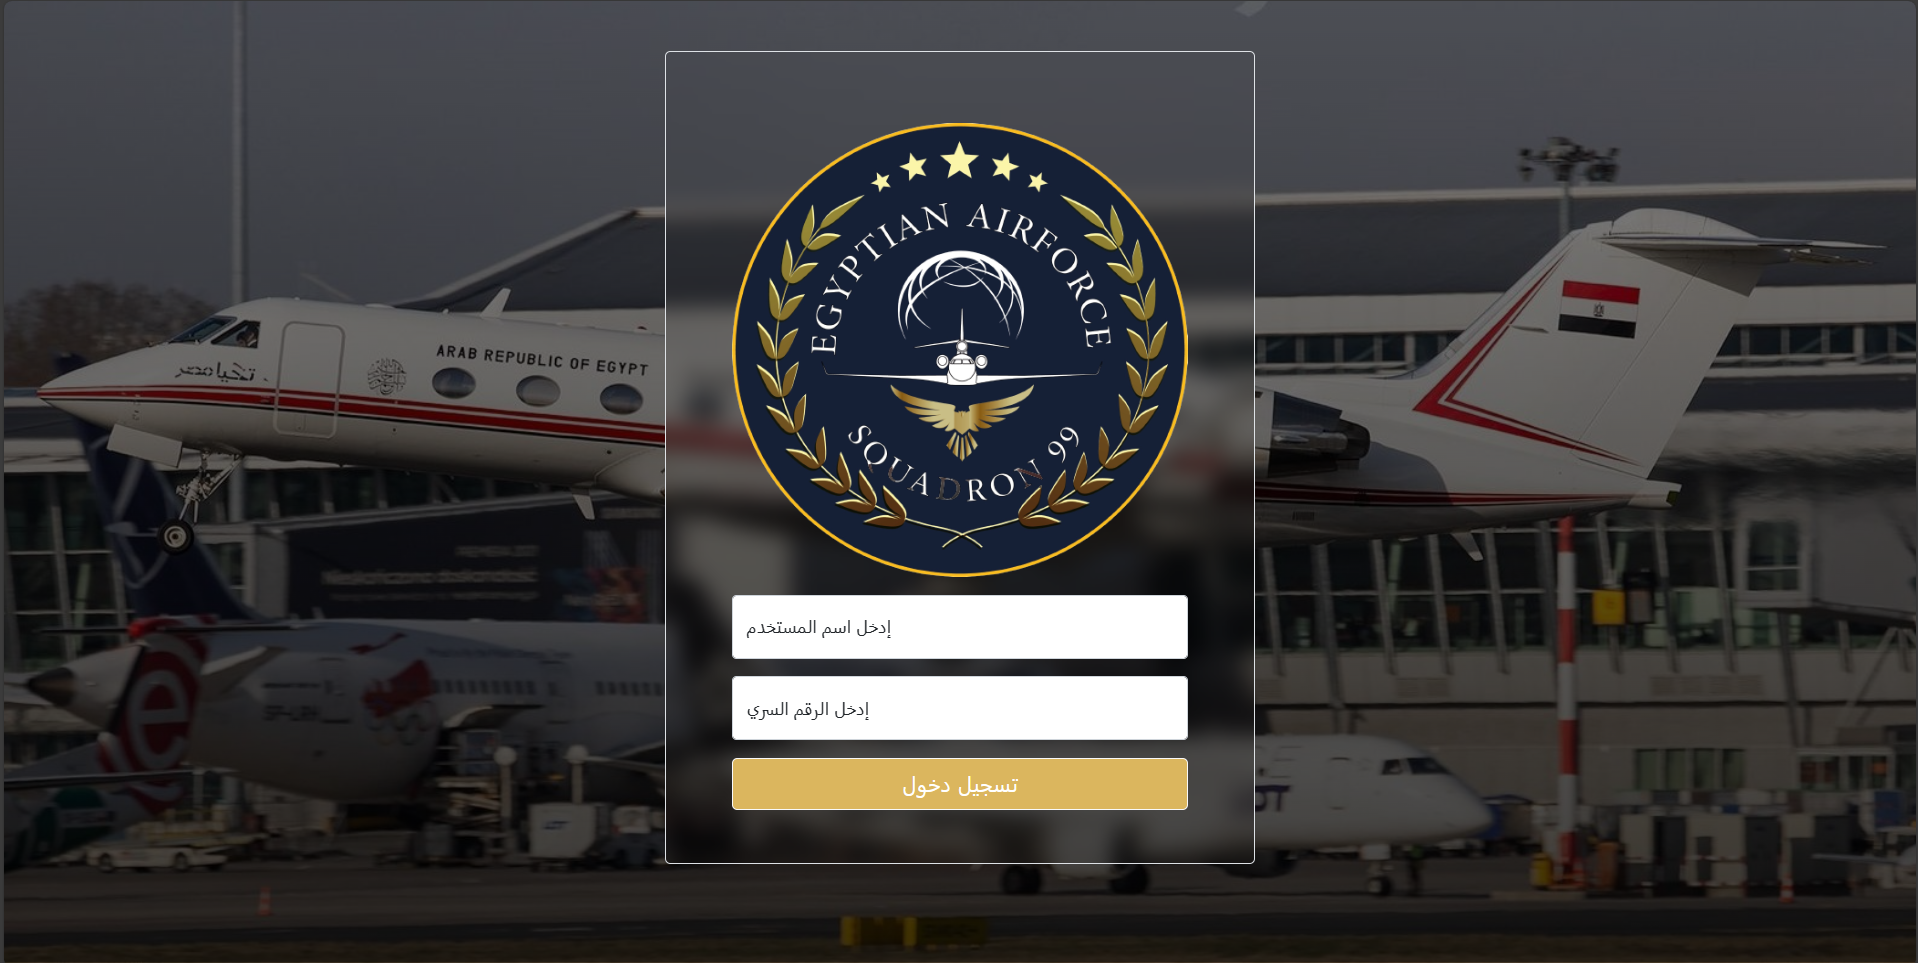 EGYPTIAN AIRFORCE
SQUADRON 99
تحيا مصر
ARAB REPUBLIC OF EGYPT
إدخل اسم المستخدم
إدخل الرقم السري
تسجيل دخول